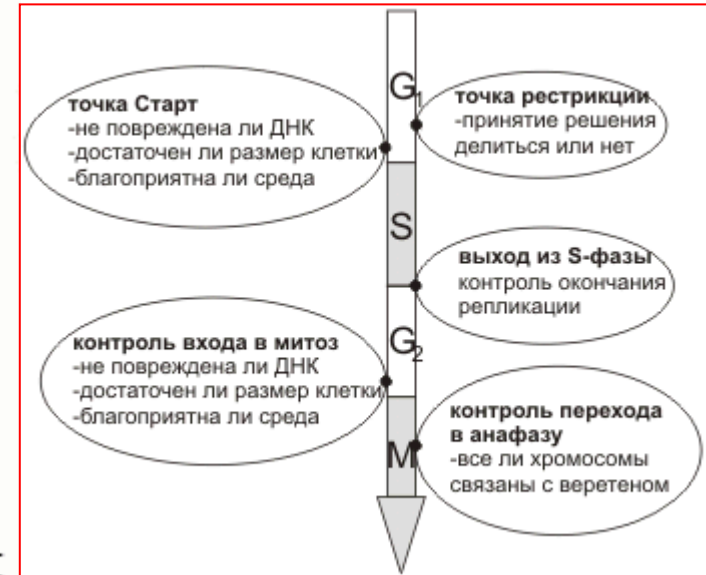 G1
точка Старт
-не повреждена ли ДНК
-достаточен ли размер клетки
-благоприятна ли среда
точка рестрикции
-принятие решения
делиться или нет
S
выход из S-фазы
контроль окончания
репликации
G2
контроль входа в митоз
-не повреждена ли ДНК
-достаточен ли размер клетки
-благоприятна ли среда
контроль перехода
в анафазу
-все ли хромосомы
связаны с веретеном
M